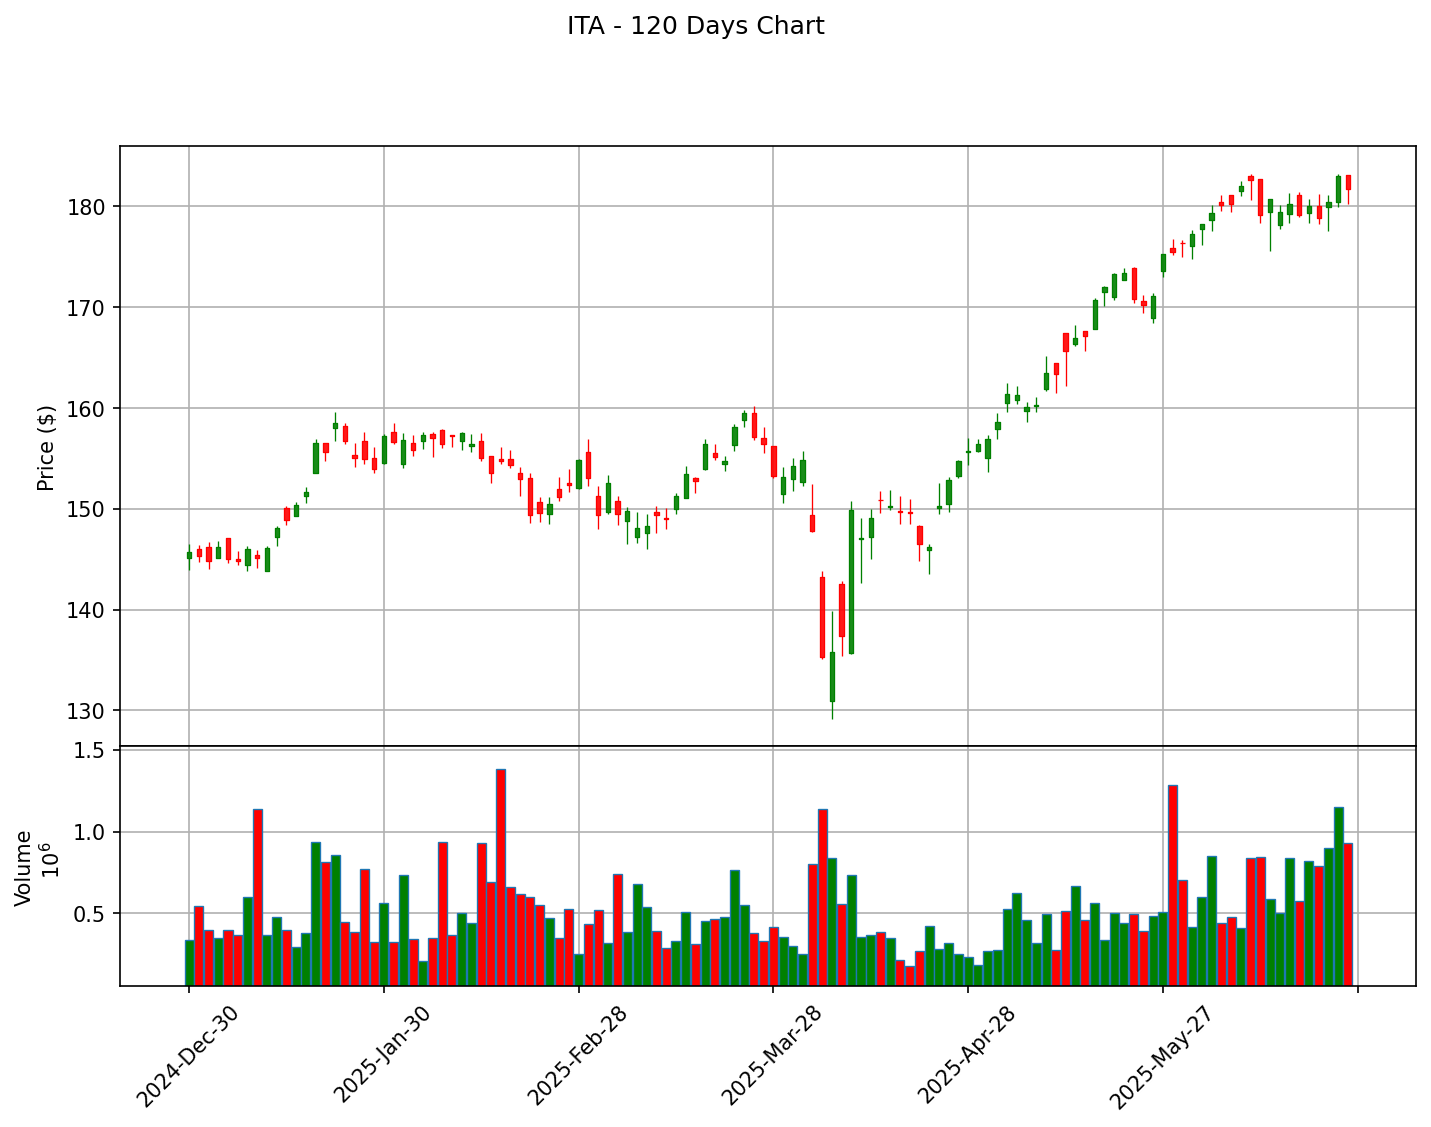 ITA - 120 Days Chart
Price ($)
180
170
160
150
140
130
Volume
10^6
1.5
1.0
0.5
2024-Dec-30
2025-Jan-30
2025-Feb-28
2025-Mar-28
2025-Apr-28
2025-May-27